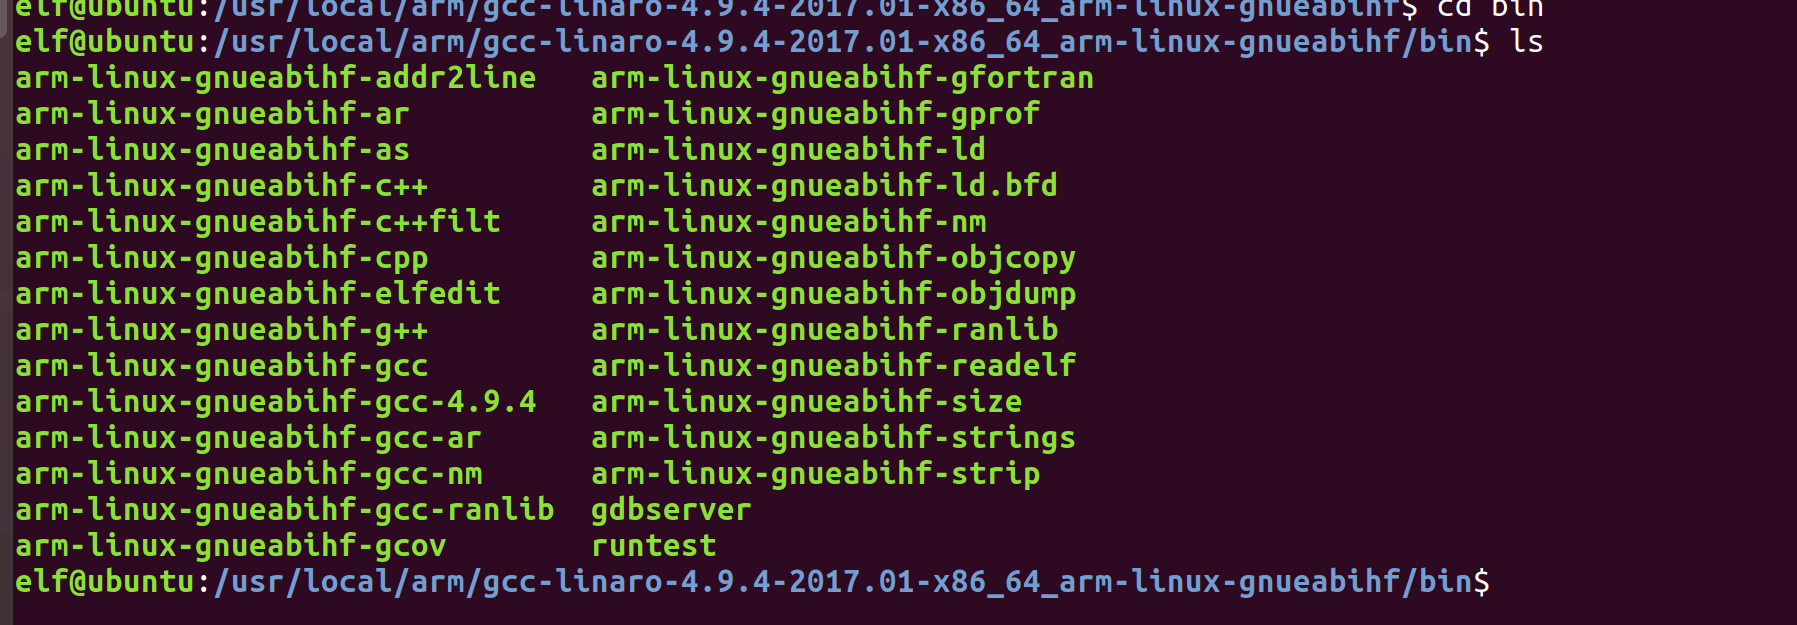 elf@ubuntu:/usr/local/arm/gcc-linaro-4.9.4-2017.01-x86_64_arm-linux-gnueabihf$ cd bin
elf@ubuntu:/usr/local/arm/gcc-linaro-4.9.4-2017.01-x86_64_arm-linux-gnueabihf/bin$ ls
arm-linux-gnueabihf-addr2line   arm-linux-gnueabihf-gfortran
arm-linux-gnueabihf-ar          arm-linux-gnueabihf-gprof
arm-linux-gnueabihf-as          arm-linux-gnueabihf-ld
arm-linux-gnueabihf-c++         arm-linux-gnueabihf-ld.bfd
arm-linux-gnueabihf-c++filt     arm-linux-gnueabihf-nm
arm-linux-gnueabihf-cpp         arm-linux-gnueabihf-objcopy
arm-linux-gnueabihf-elfedit     arm-linux-gnueabihf-objdump
arm-linux-gnueabihf-g++         arm-linux-gnueabihf-ranlib
arm-linux-gnueabihf-gcc         arm-linux-gnueabihf-readelf
arm-linux-gnueabihf-gcc-4.9.4   arm-linux-gnueabihf-size
arm-linux-gnueabihf-gcc-ar      arm-linux-gnueabihf-strings
arm-linux-gnueabihf-gcc-nm      arm-linux-gnueabihf-strip
arm-linux-gnueabihf-gcc-ranlib  gdbserver
arm-linux-gnueabihf-gcov        runtest
elf@ubuntu:/usr/local/arm/gcc-linaro-4.9.4-2017.01-x86_64_arm-linux-gnueabihf/bin$